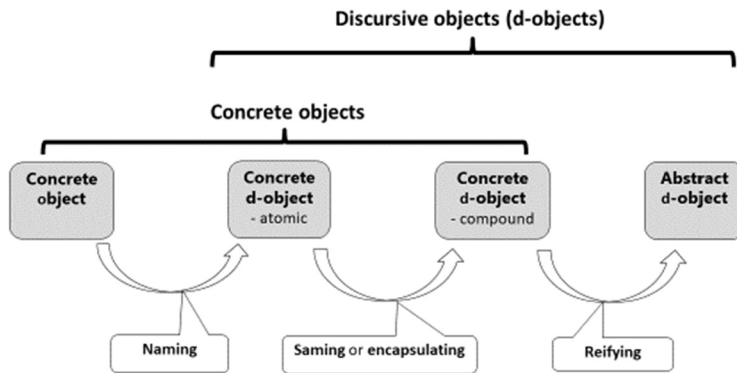 Discursive objects (d-objects)
Concrete objects
Concrete
object
Concrete
d-object
- atomic
Concrete
d-object
- compound
Abstract
d-object
Naming
Saming or encapsulating
Reifying